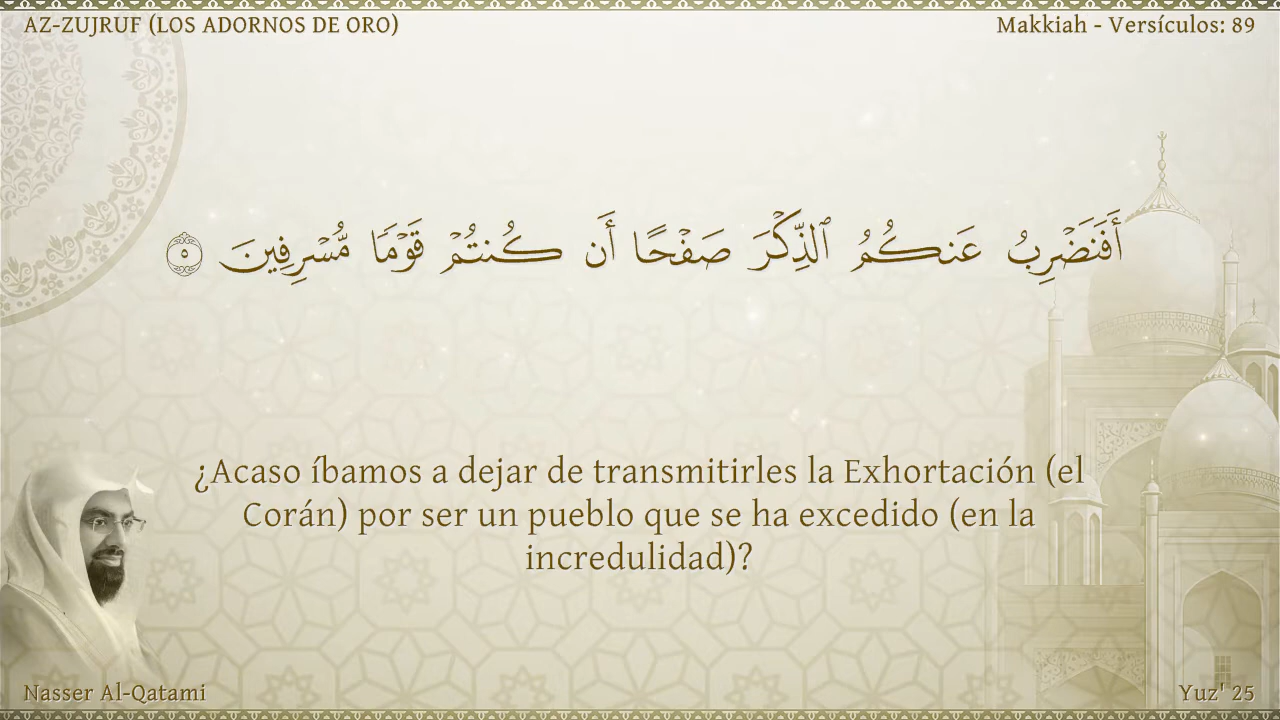 AZ-ZUJRUF (LOS ADORNOS DE ORO)
Makkiah - Versículos: 89
أَفَنَضْرِبُ عَنكُمُ ٱلذِّكْرَ صَفْحًا أَن كُنتُمْ قَوْمًا مُّسْرِفِينَ ٥
¿Acaso íbamos a dejar de transmitirles la Exhortación (el
Corán) por ser un pueblo que se ha excedido (en la
incredulidad)?
Nasser Al-Qatami
Yuz' 25